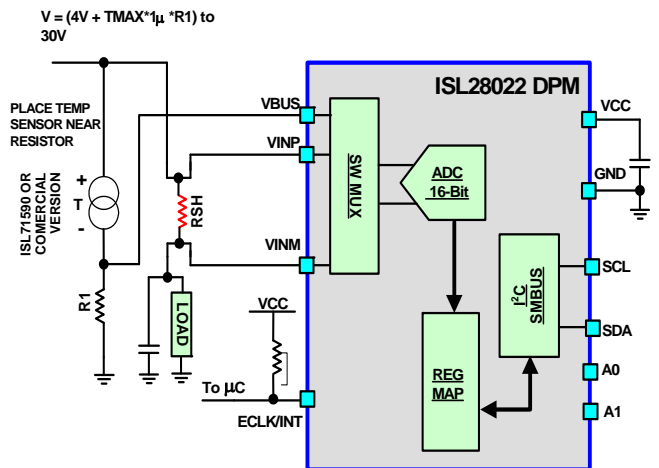 V = (4V + TMAX*1µ *R1) to
30V
ISL28022 DPM
PLACE TEMP
SENSOR NEAR
RESISTOR
VBUS
VCC
VINP
SW MUX
ADC
16-Bit
GND
ISL71590 OR
COMERCIAL
VERSION
+
T
-
RSH
VINM
I²C
SMBUS
SCL
R1
LOAD
VCC
SDA
REG
MAP
A0
To µC
ECLK/INT
A1